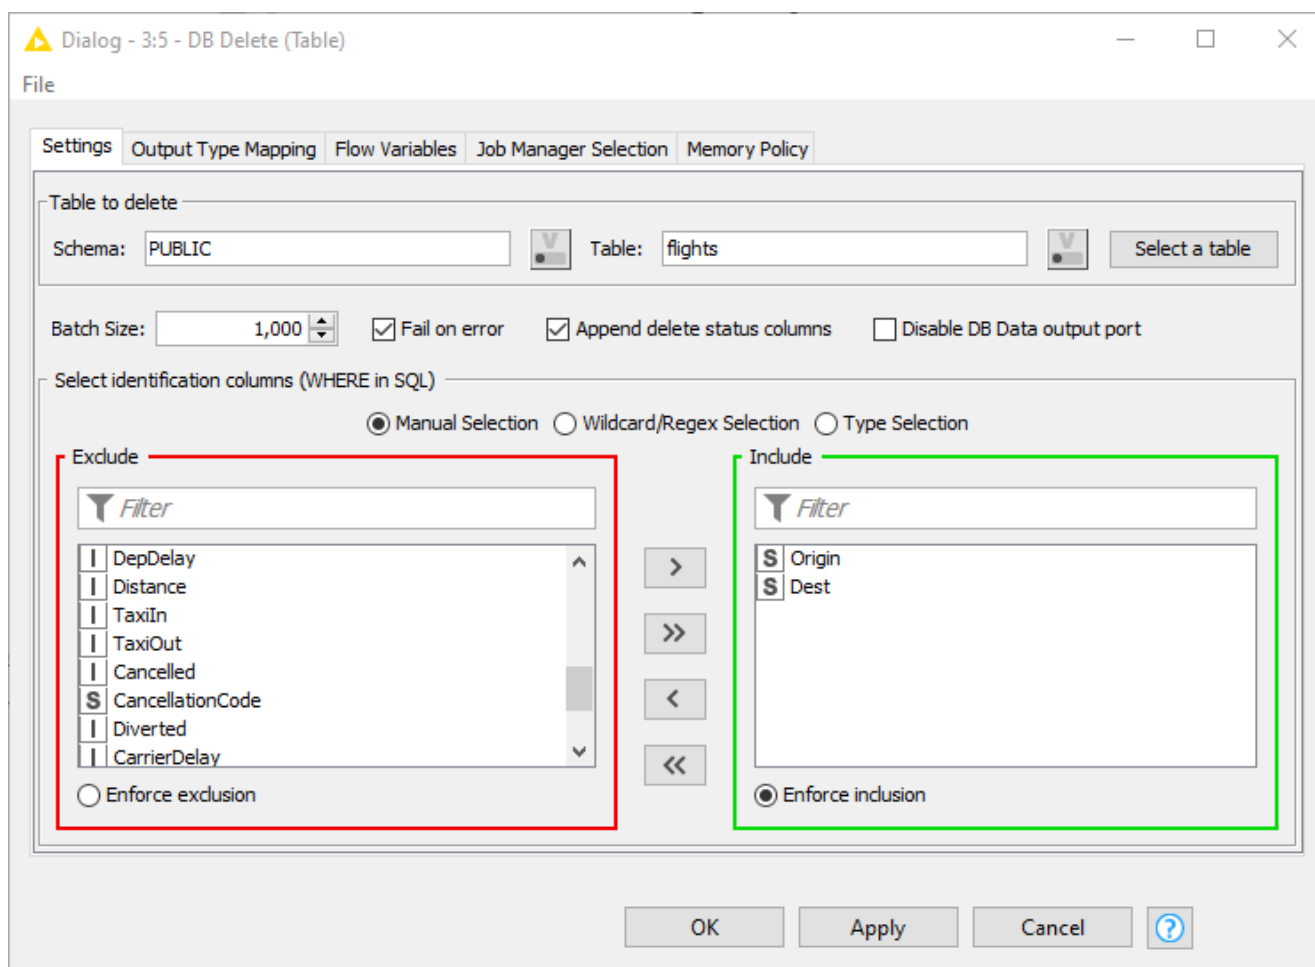 Dialog - 3:5 - DB Delete (Table)
File
Settings Output Type Mapping Flow Variables Job Manager Selection Memory Policy
Table to delete
Schema: PUBLIC V Table: flights V Select a table
Batch Size: 1,000 Fail on error Append delete status columns Disable DB Data output port
Select identification columns (WHERE in SQL)
Manual Selection Wildcard/Regex Selection Type Selection
Exclude
Filter
I DepDelay
I Distance
I TaxiIn
I TaxiOut
I Cancelled
S CancellationCode
I Diverted
I CarrierDelay
Enforce exclusion
>
>>
<
<<
Include
Filter
S Origin
S Dest
Enforce inclusion
OK Apply Cancel ?